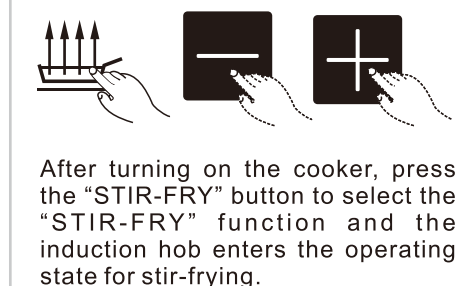 After turning on the cooker, press
the “STIR-FRY” button to select the
“STIR-FRY” function and the
induction hob enters the operating
state for stir-frying.